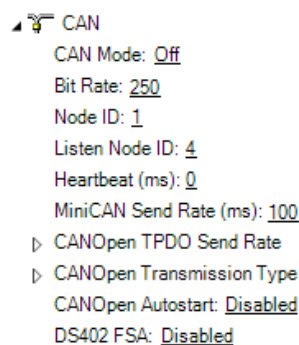 CAN
CAN Mode: Off
Bit Rate: 250
Node ID: 1
Listen Node ID: 4
Heartbeat (ms): 0
MiniCAN Send Rate (ms): 100
CANOpen TPDO Send Rate
CANOpen Transmission Type
CANOpen Autostart: Disabled
DS402 FSA: Disabled